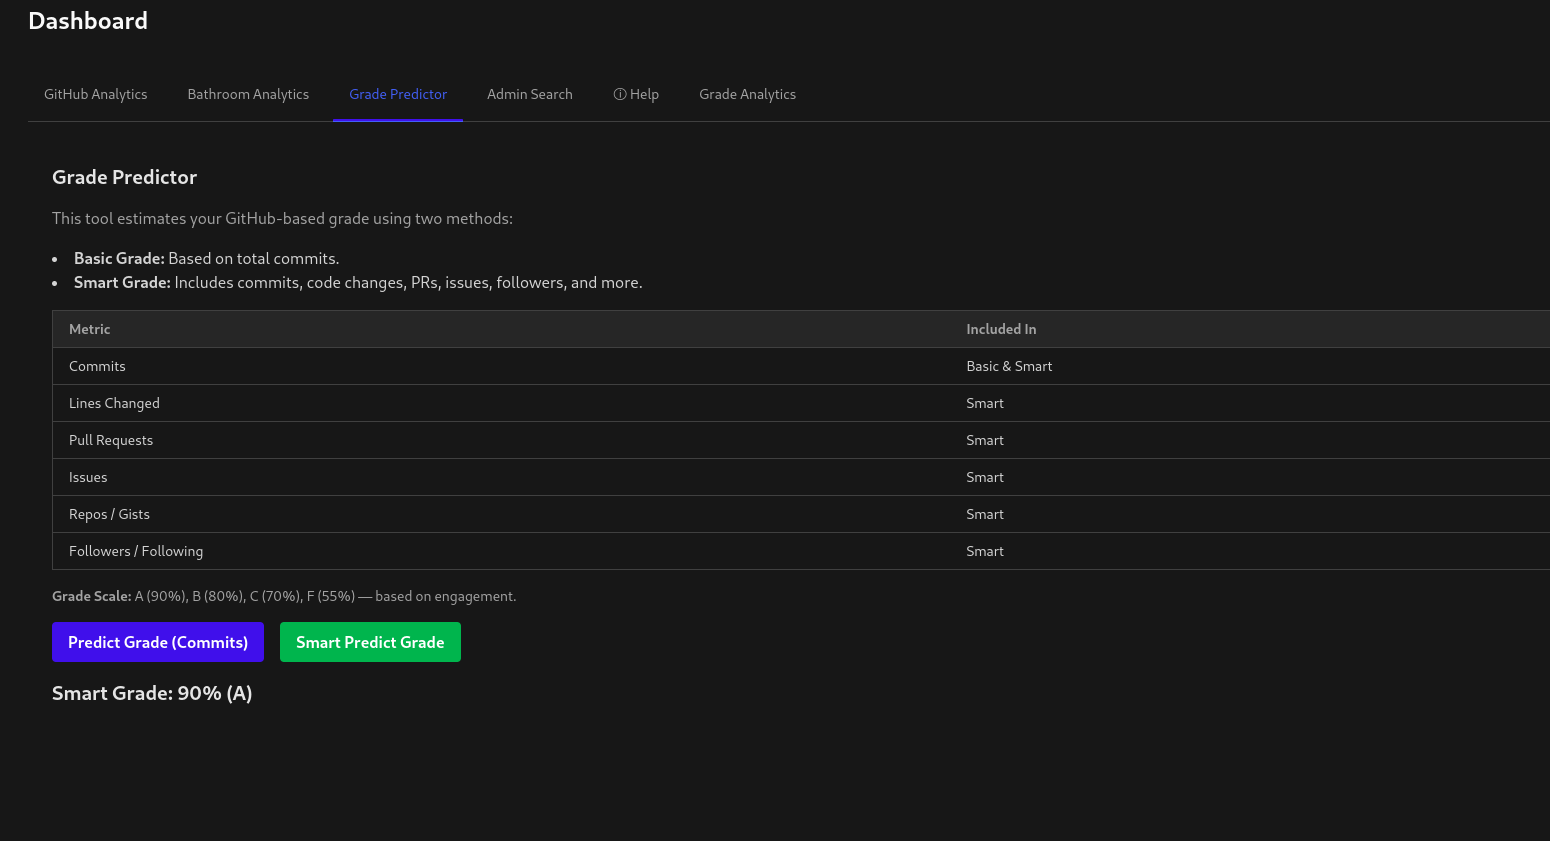 Dashboard
GitHub Analytics Bathroom Analytics Grade Predictor Admin Search ⓘ Help Grade Analytics
Grade Predictor
This tool estimates your GitHub-based grade using two methods:
• Basic Grade: Based on total commits.
• Smart Grade: Includes commits, code changes, PRs, issues, followers, and more.
Metric Included In
Commits Basic & Smart
Lines Changed Smart
Pull Requests Smart
Issues Smart
Repos / Gists Smart
Followers / Following Smart
Grade Scale: A (90%), B (80%), C (70%), F (55%) — based on engagement.
Predict Grade (Commits) Smart Predict Grade
Smart Grade: 90% (A)